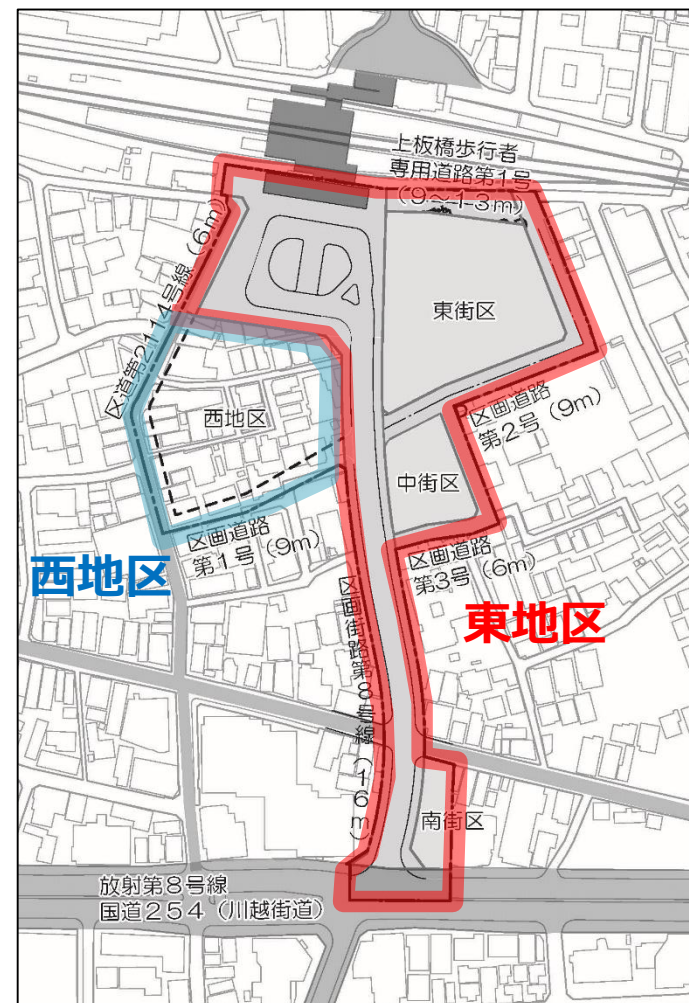 上板橋歩行者
専用道路第1号
(9~13m)
区道第2114号線(6m)
東街区
西地区
区画道路
第2号(9m)
中街区
区画道路
第1号(9m)
区画道路
第3号(6m)
西地区
東地区
区画街路第8号線(16m)
南街区
放射第8号線
国道254(川越街道)